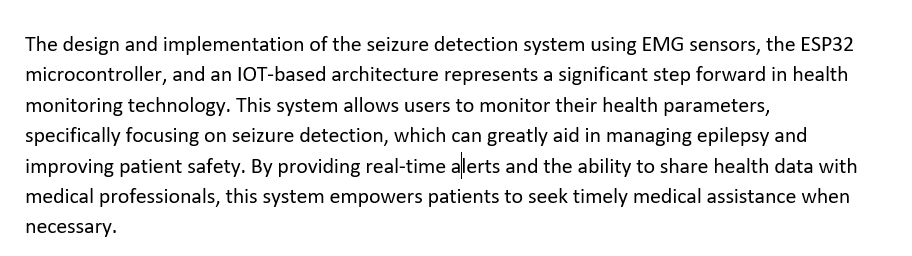 The design and implementation of the seizure detection system using EMG sensors, the ESP32
microcontroller, and an IOT-based architecture represents a significant step forward in health
monitoring technology. This system allows users to monitor their health parameters,
specifically focusing on seizure detection, which can greatly aid in managing epilepsy and
improving patient safety. By providing real-time alerts and the ability to share health data with
medical professionals, this system empowers patients to seek timely medical assistance when
necessary.